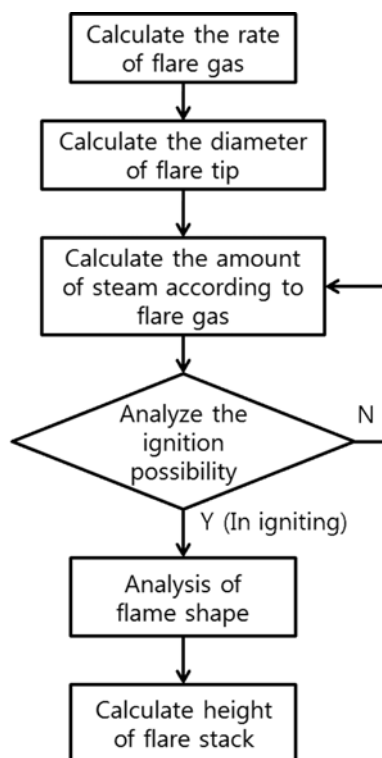 Calculate the rate
of flare gas
Calculate the diameter
of flare tip
Calculate the amount
of steam according to
flare gas
Analyze the
ignition
possibility
N
Y (In igniting)
Analysis of
flame shape
Calculate height
of flare stack